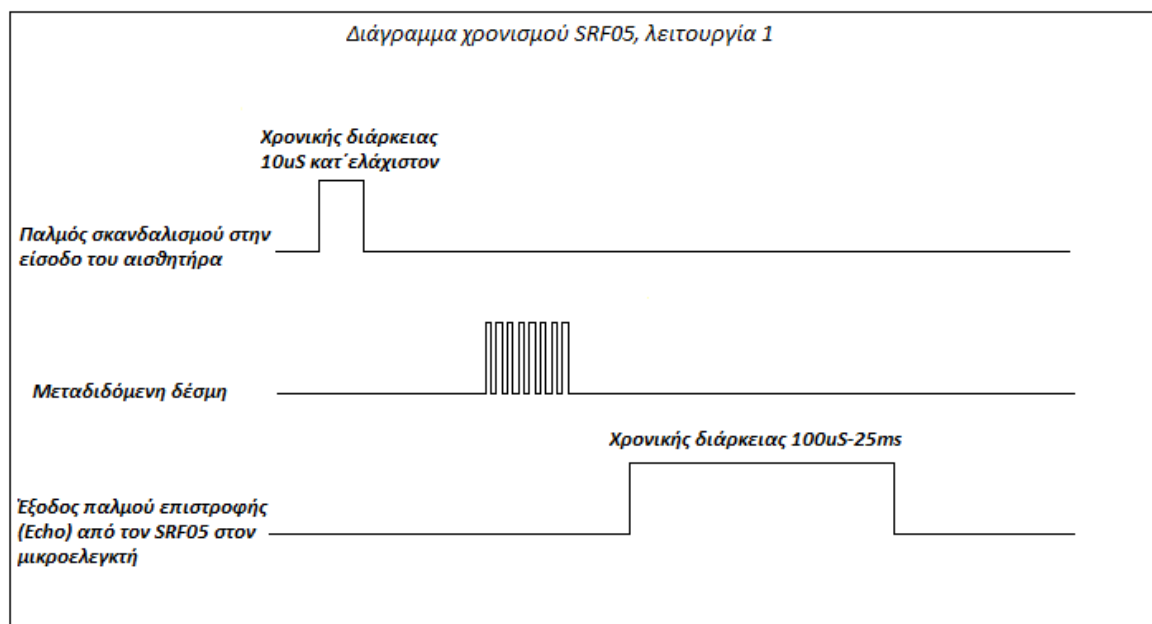 Διάγραμμα χρονισμού SRF05, λειτουργία 1
Χρονικής διάρκειας
10uS κατ΄ελάχιστον
Παλμός σκανδαλισμού στην
είσοδο του αισθητήρα
Μεταδιδόμενη δέσμη
Χρονικής διάρκειας 100uS-25ms
Έξοδος παλμού επιστροφής
(Echo) από τον SRF05 στον
μικροελεγκτή